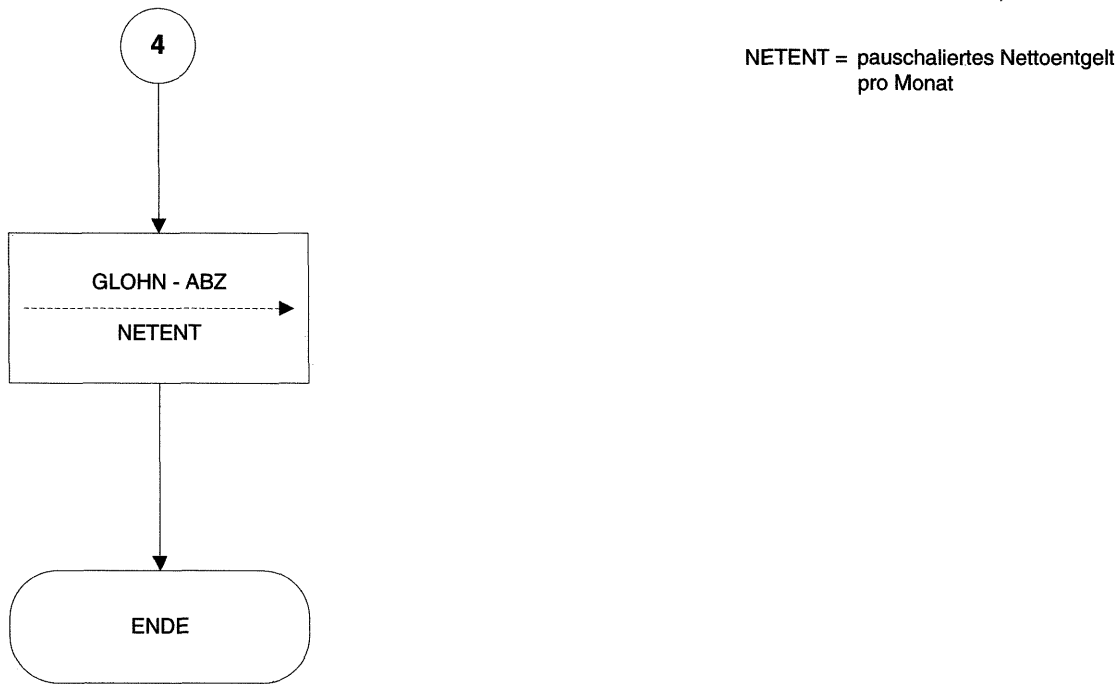 4
NETENT = pauschaliertes Nettoentgelt
pro Monat
GLOHN - ABZ
NETENT
ENDE